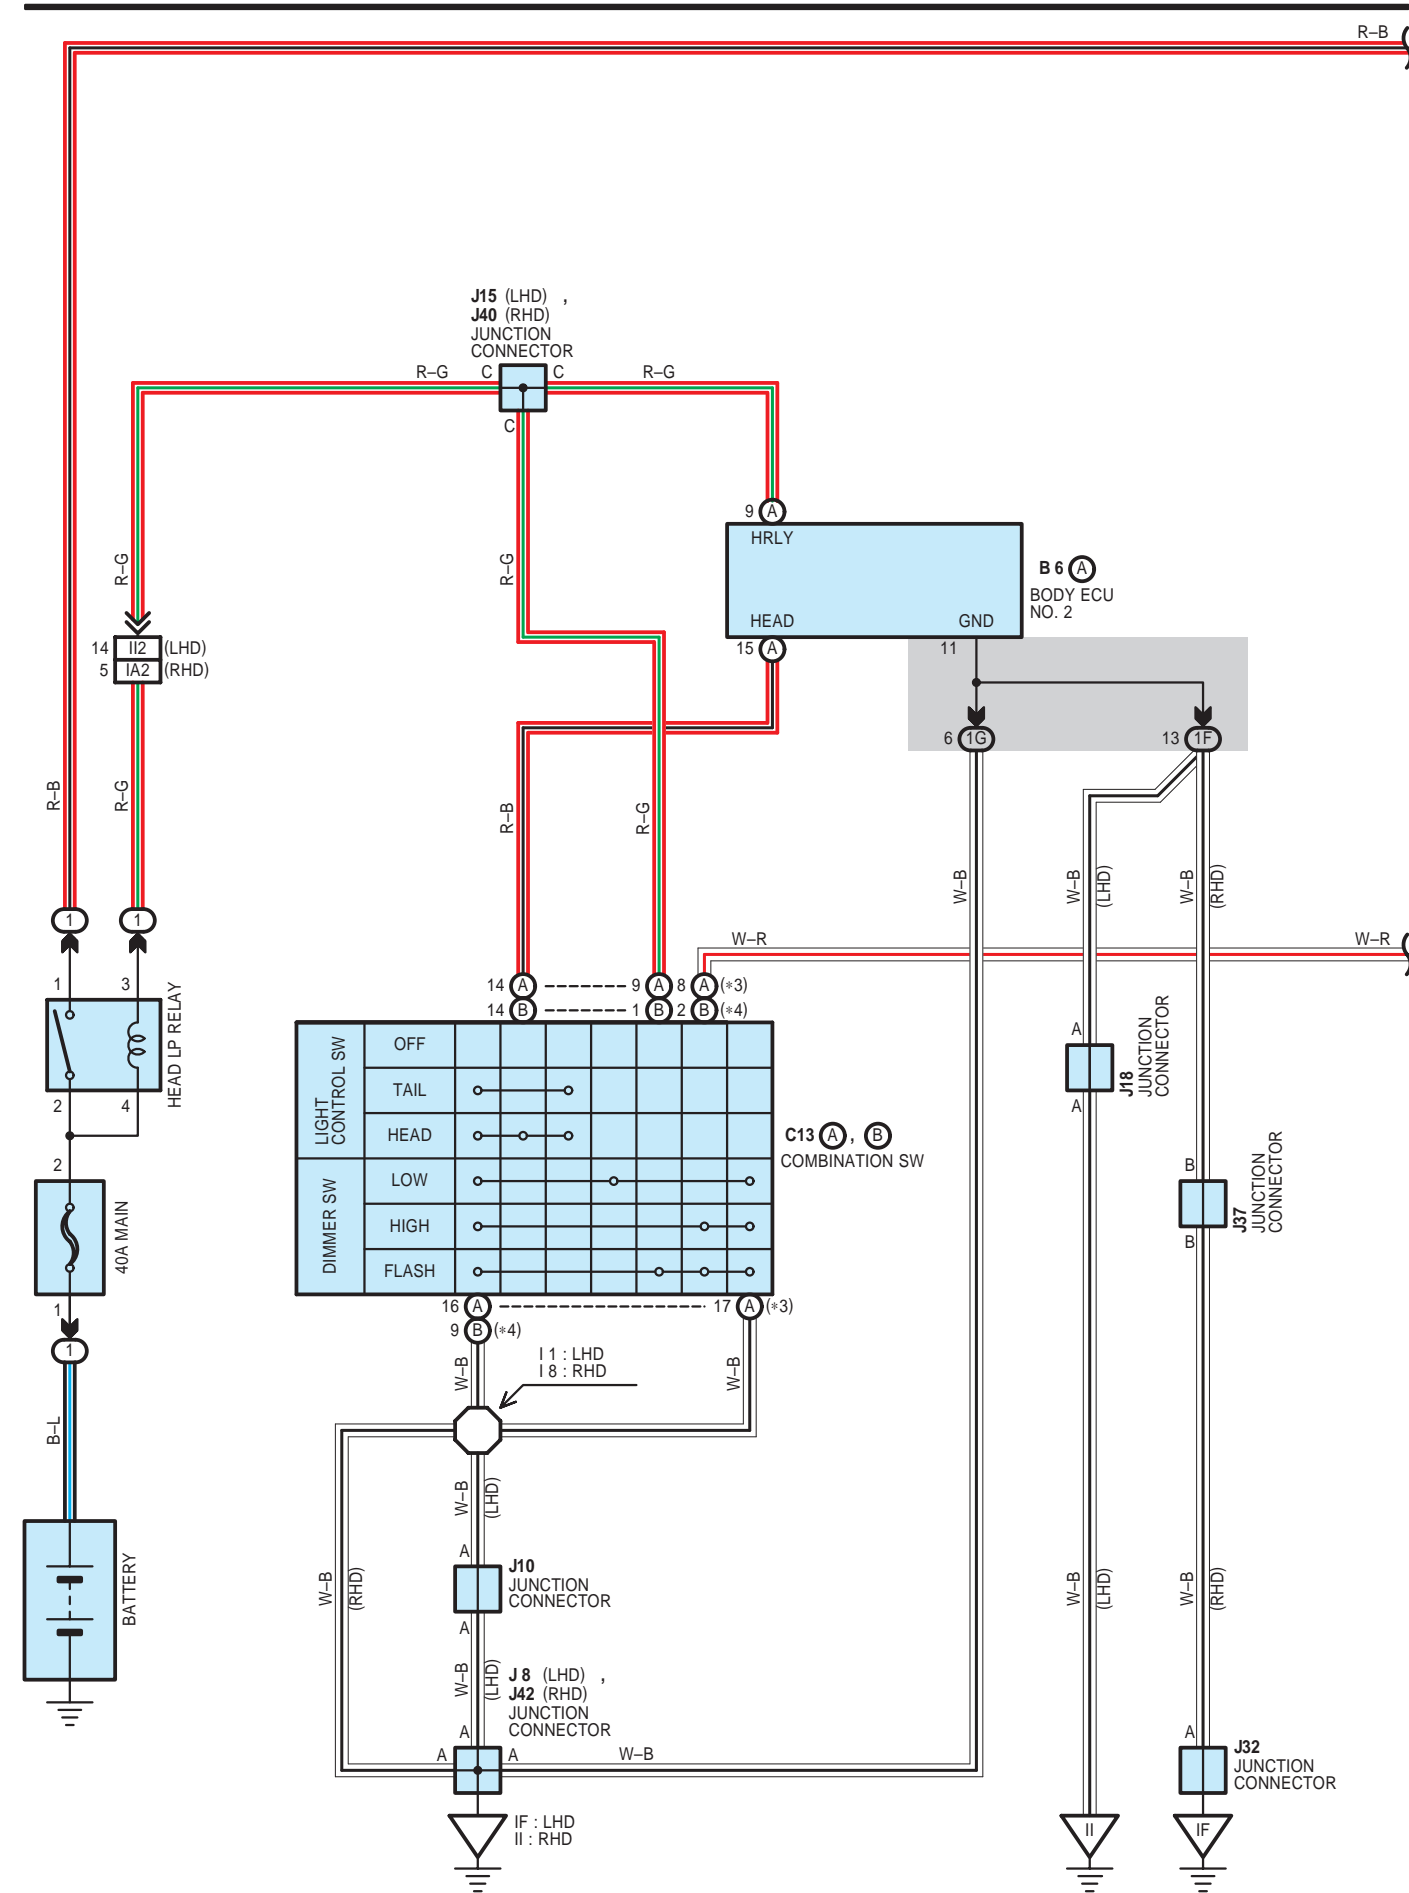 R–B
J15 (LHD) ,
J40 (RHD)
JUNCTION
CONNECTOR
R–G
C
C
R–G
C
9 A
HRLY
R–G
R–G
B 6 A
BODY ECU
NO. 2
HEAD
GND
14 II2 (LHD)
5 IA2 (RHD)
15 A
11
6 1G
13 1F
R–B
R–G
R–B
R–G
W–B
W–B
(LHD)
W–B
(RHD)
1
1
W–R
W–R
1
3
14 A
9 A
8 A (∗3)
14 B
1 B
2 B (∗4)
HEAD LP RELAY
2
4
LIGHT
CONTROL SW
OFF
TAIL
HEAD
DIMMER SW
LOW
HIGH
FLASH
C13 A , B
COMBINATION SW
A
J18
JUNCTION
CONNECTOR
A
B
J37
JUNCTION
CONNECTOR
B
2
40A MAIN
1
1
16 A
17 A (∗3)
9 B (∗4)
I 1 : LHD
I 8 : RHD
W–B
W–B
B–L
W–B
(LHD)
BATTERY
A
J10
JUNCTION
CONNECTOR
A
W–B
(RHD)
W–B
(LHD)
W–B
(RHD)
W–B
(LHD)
J 8 (LHD) ,
J42 (RHD)
JUNCTION
CONNECTOR
A
A
A
W–B
A
J32
JUNCTION
CONNECTOR
IF : LHD
II : RHD
II
IF